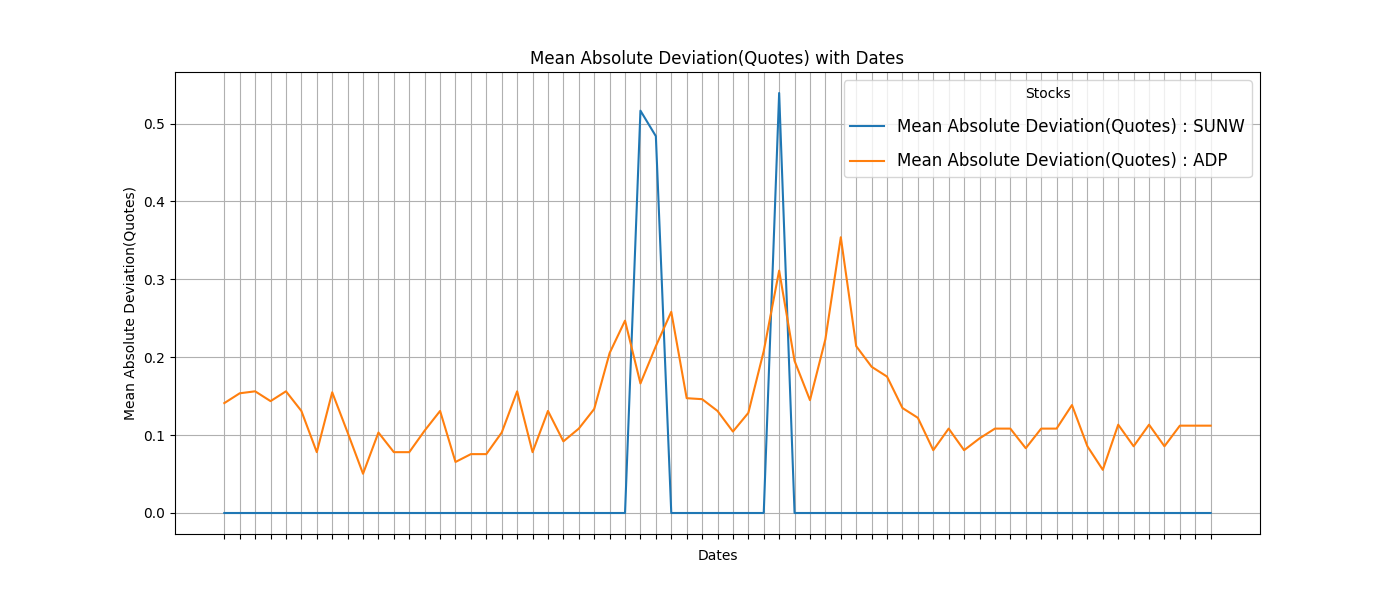 Mean Absolute Deviation(Quotes) with Dates
Stocks
Mean Absolute Deviation(Quotes) : SUNW
Mean Absolute Deviation(Quotes) : ADP
Mean Absolute Deviation(Quotes)
0.5
0.4
0.3
0.2
0.1
0.0
Dates